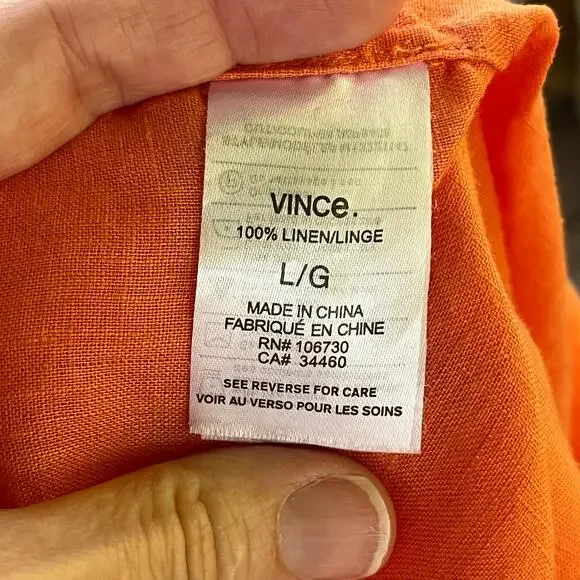 VINCe.
100% LINEN/LINGE
L/G
MADE IN CHINA
FABRIQUÉ EN CHINE
RN# 106730
CA# 34460
SEE REVERSE FOR CARE
VOIR AU VERSO POUR LES SOINS